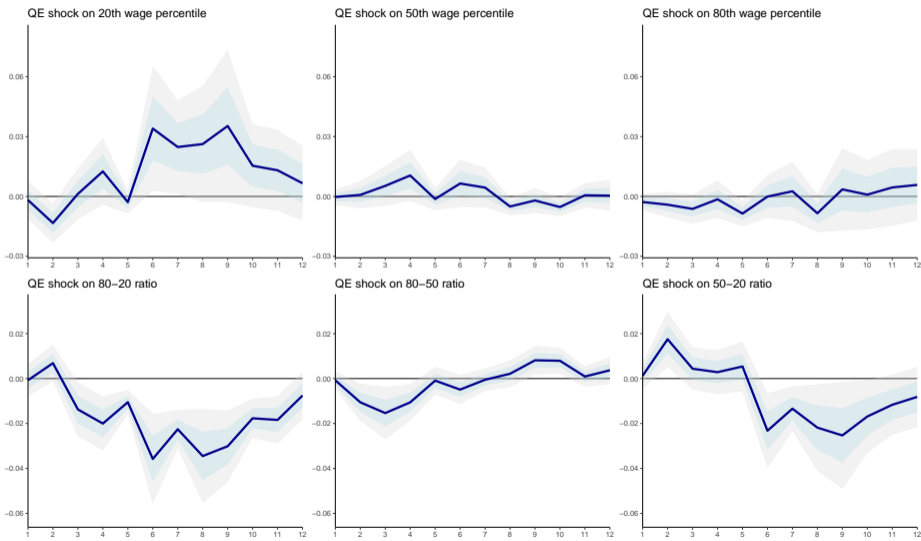 QE shock on 20th wage percentile
0.06
0.03
0.00
−0.03
1 2 3 4 5 6 7 8 9 10 11 12
QE shock on 50th wage percentile
0.06
0.03
0.00
−0.03
1 2 3 4 5 6 7 8 9 10 11 12
QE shock on 80th wage percentile
0.06
0.03
0.00
−0.03
1 2 3 4 5 6 7 8 9 10 11 12
QE shock on 80−20 ratio
0.02
0.00
−0.02
−0.04
−0.06
1 2 3 4 5 6 7 8 9 10 11 12
QE shock on 80−50 ratio
0.02
0.00
−0.02
−0.04
−0.06
1 2 3 4 5 6 7 8 9 10 11 12
QE shock on 50−20 ratio
0.02
0.00
−0.02
−0.04
−0.06
1 2 3 4 5 6 7 8 9 10 11 12